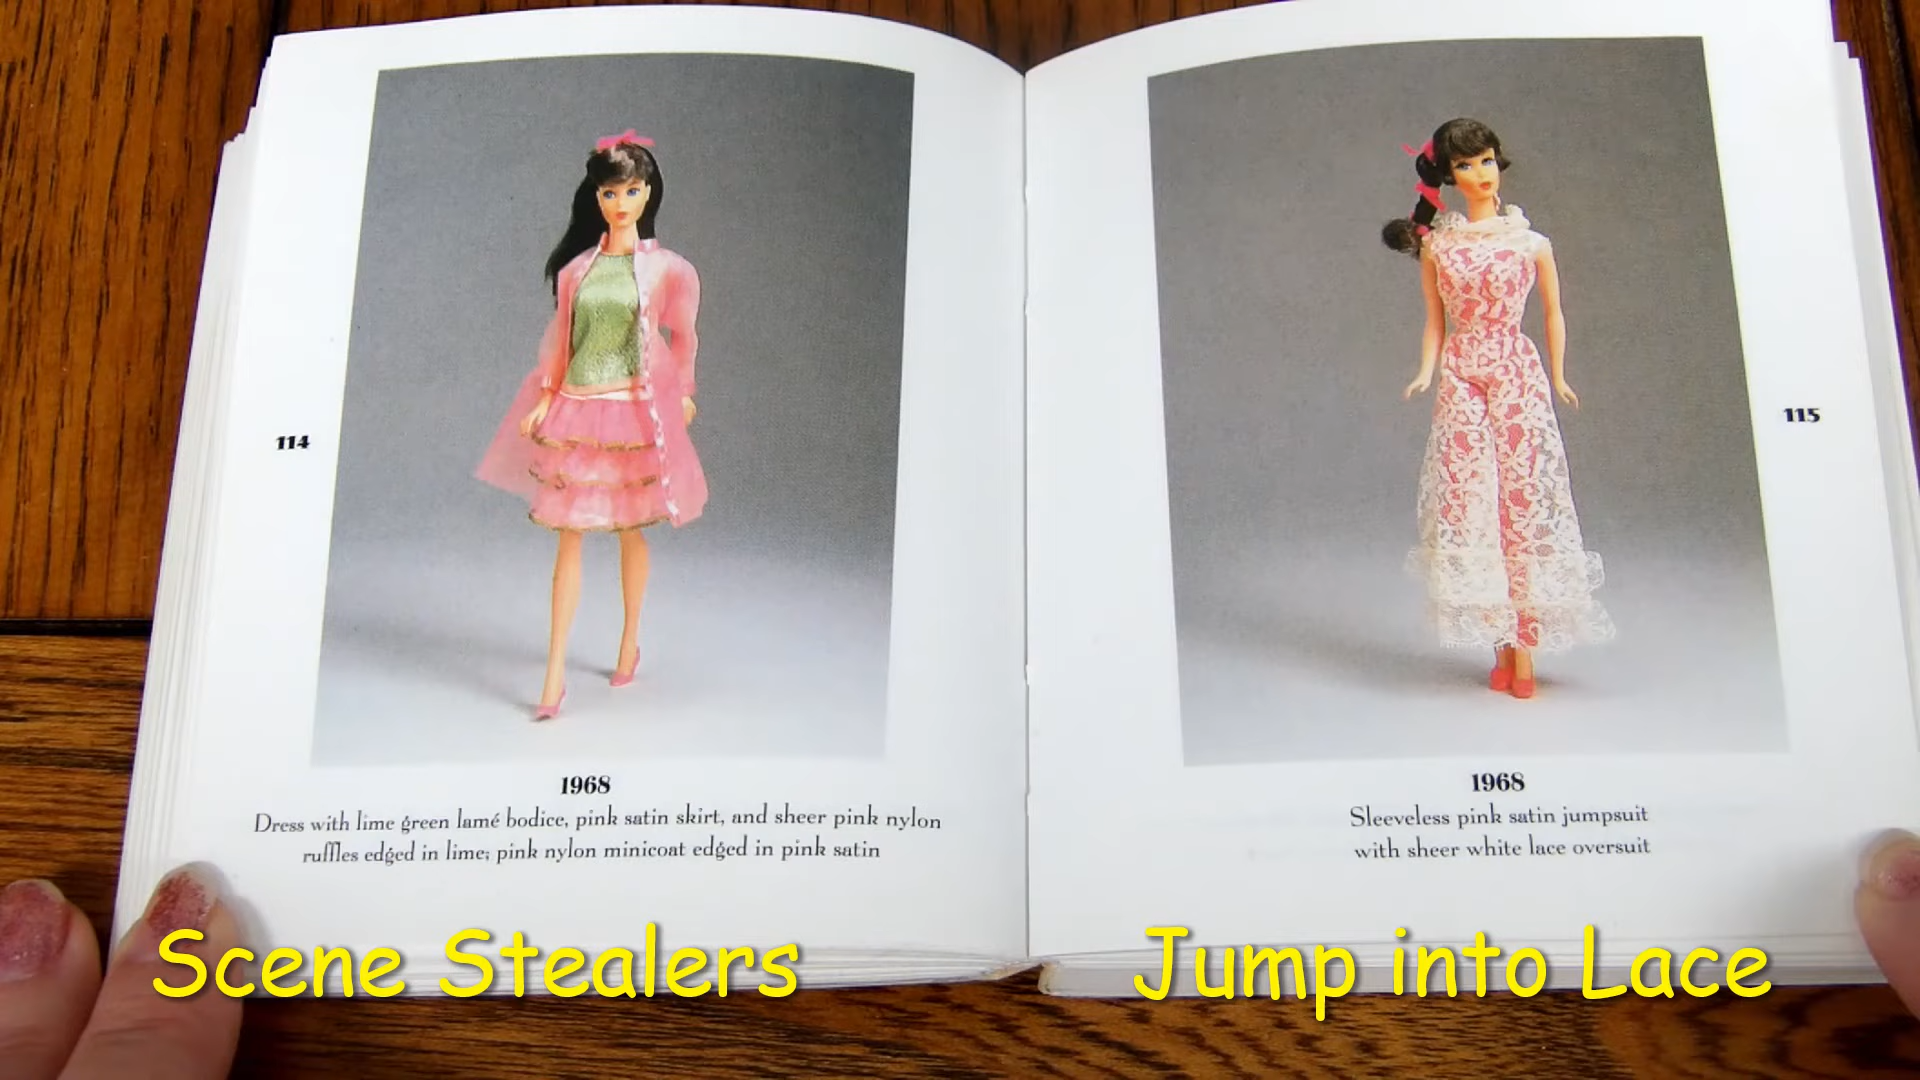 114
1968
Dress with lime green lamé bodice, pink satin skirt, and sheer pink nylon
ruffles edged in lime; pink nylon minicoat edged in pink satin
115
1968
Sleeveless pink satin jumpsuit
with sheer white lace oversuit
Scene Stealers
Jump into Lace